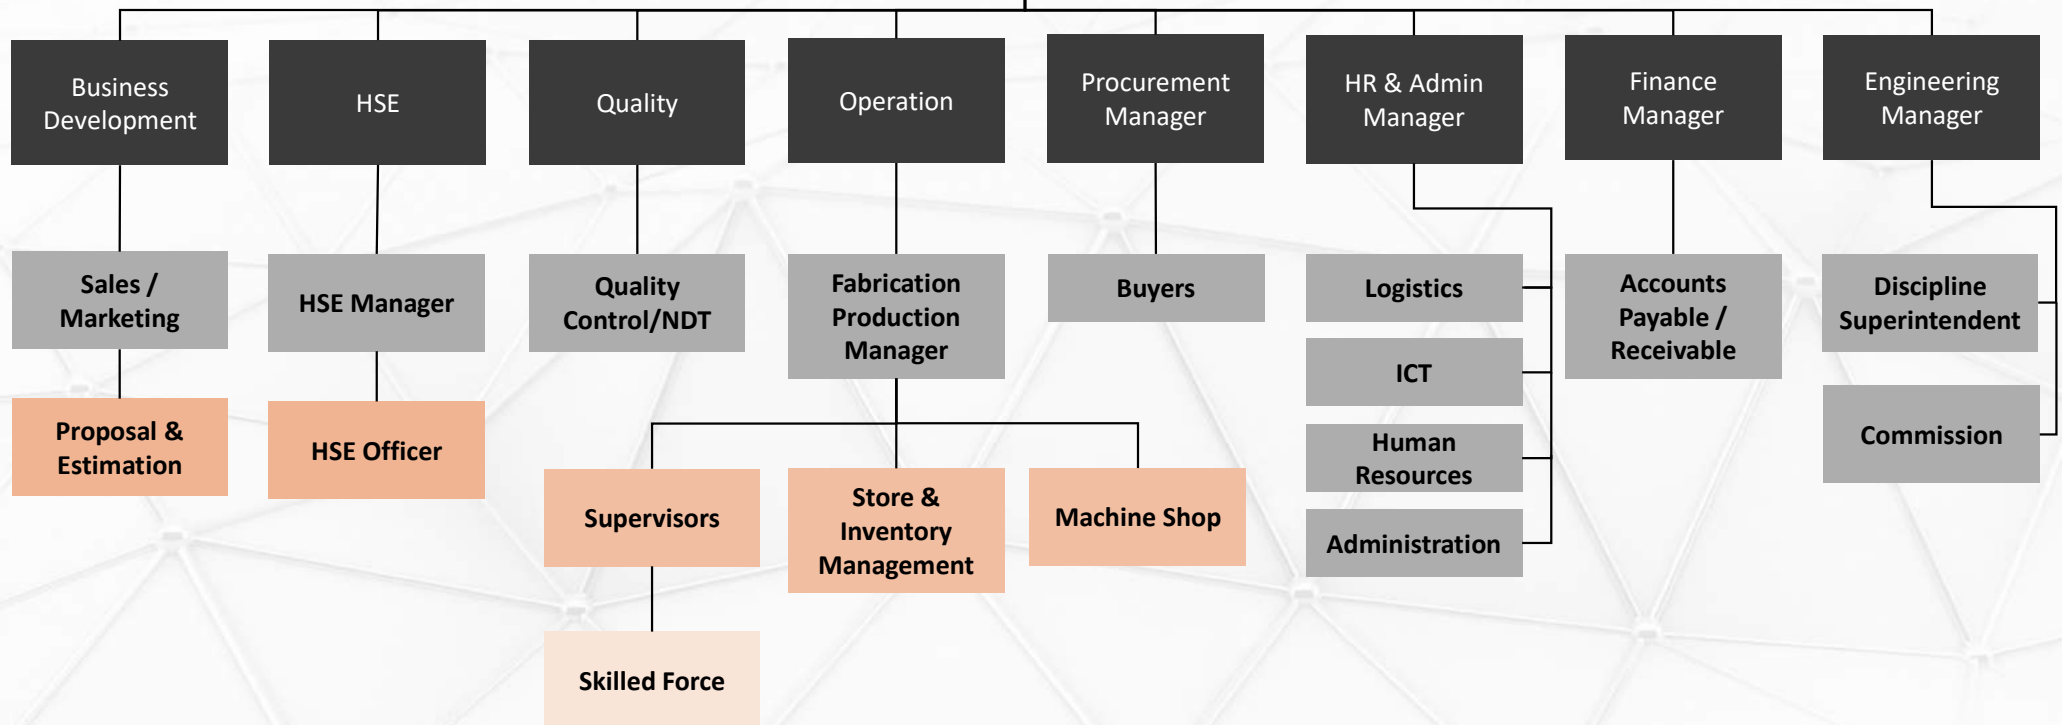 Business
Development
HSE
Quality
Operation
Procurement
Manager
HR & Admin
Manager
Finance
Manager
Engineering
Manager
Sales /
Marketing
HSE Manager
Quality
Control/NDT
Fabrication
Production
Manager
Buyers
Logistics
ICT
Human
Resources
Administration
Accounts
Payable /
Receivable
Discipline
Superintendent
Commission
Proposal &
Estimation
HSE Officer
Supervisors
Store &
Inventory
Management
Machine Shop
Skilled Force